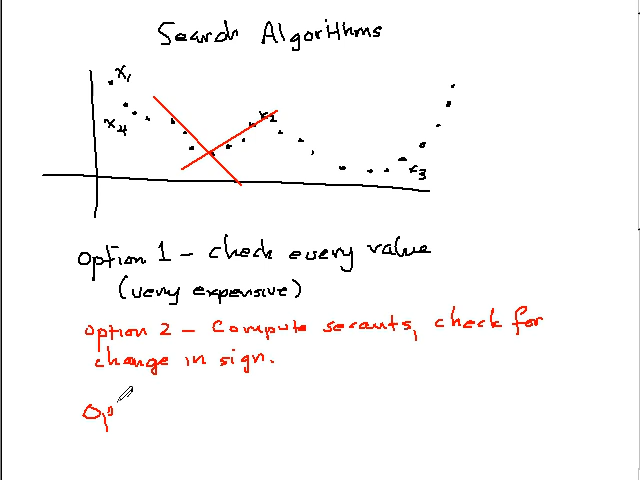 Search Algorithms
x1
x2
x4
x3
Option 1 - check every value
(very expensive)
Option 2 - Compute secants, check for
change in sign.
Op